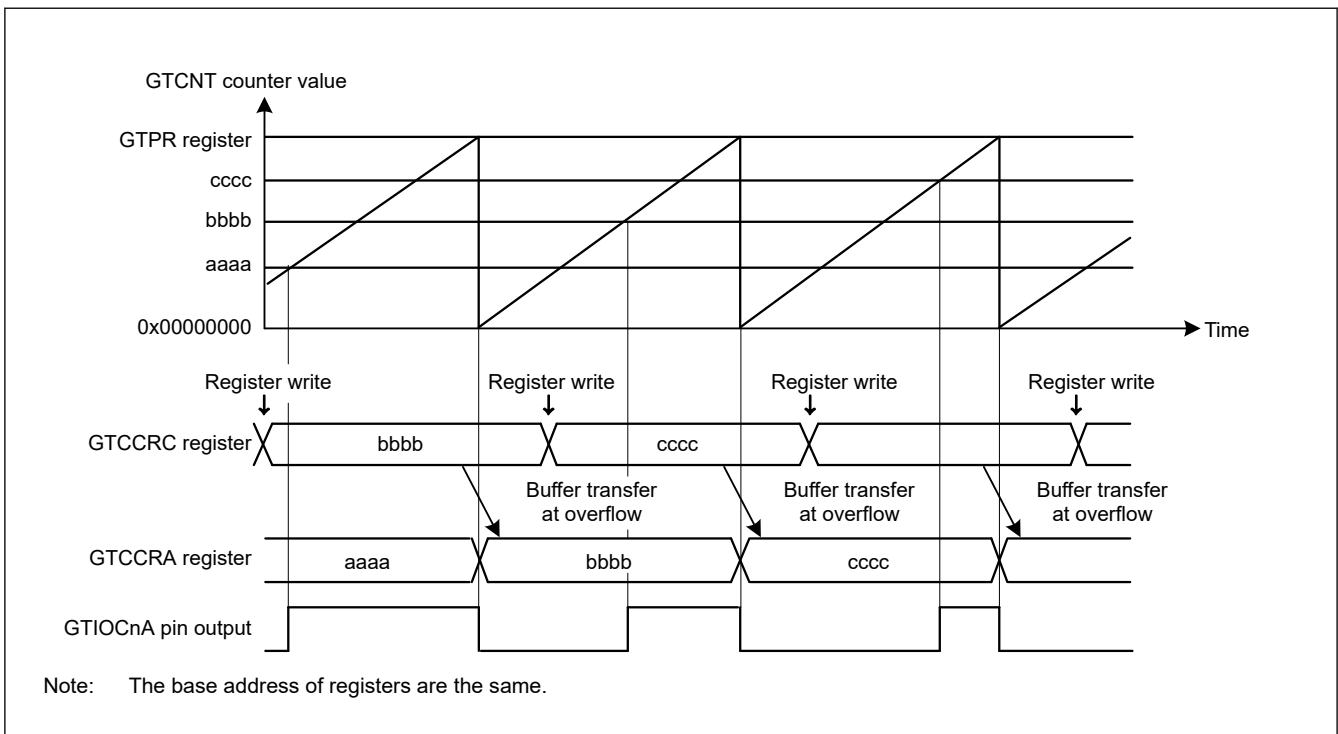 GTCNT counter value
GTPR register
cccc
bbbb
aaaa
0x00000000
Time
Register write Register write Register write Register write
GTCCRC register bbbb cccc
Buffer transfer at overflow
Buffer transfer at overflow
Buffer transfer at overflow
GTCCRA register aaaa bbbb cccc
GTIOCnA pin output
Note: The base address of registers are the same.